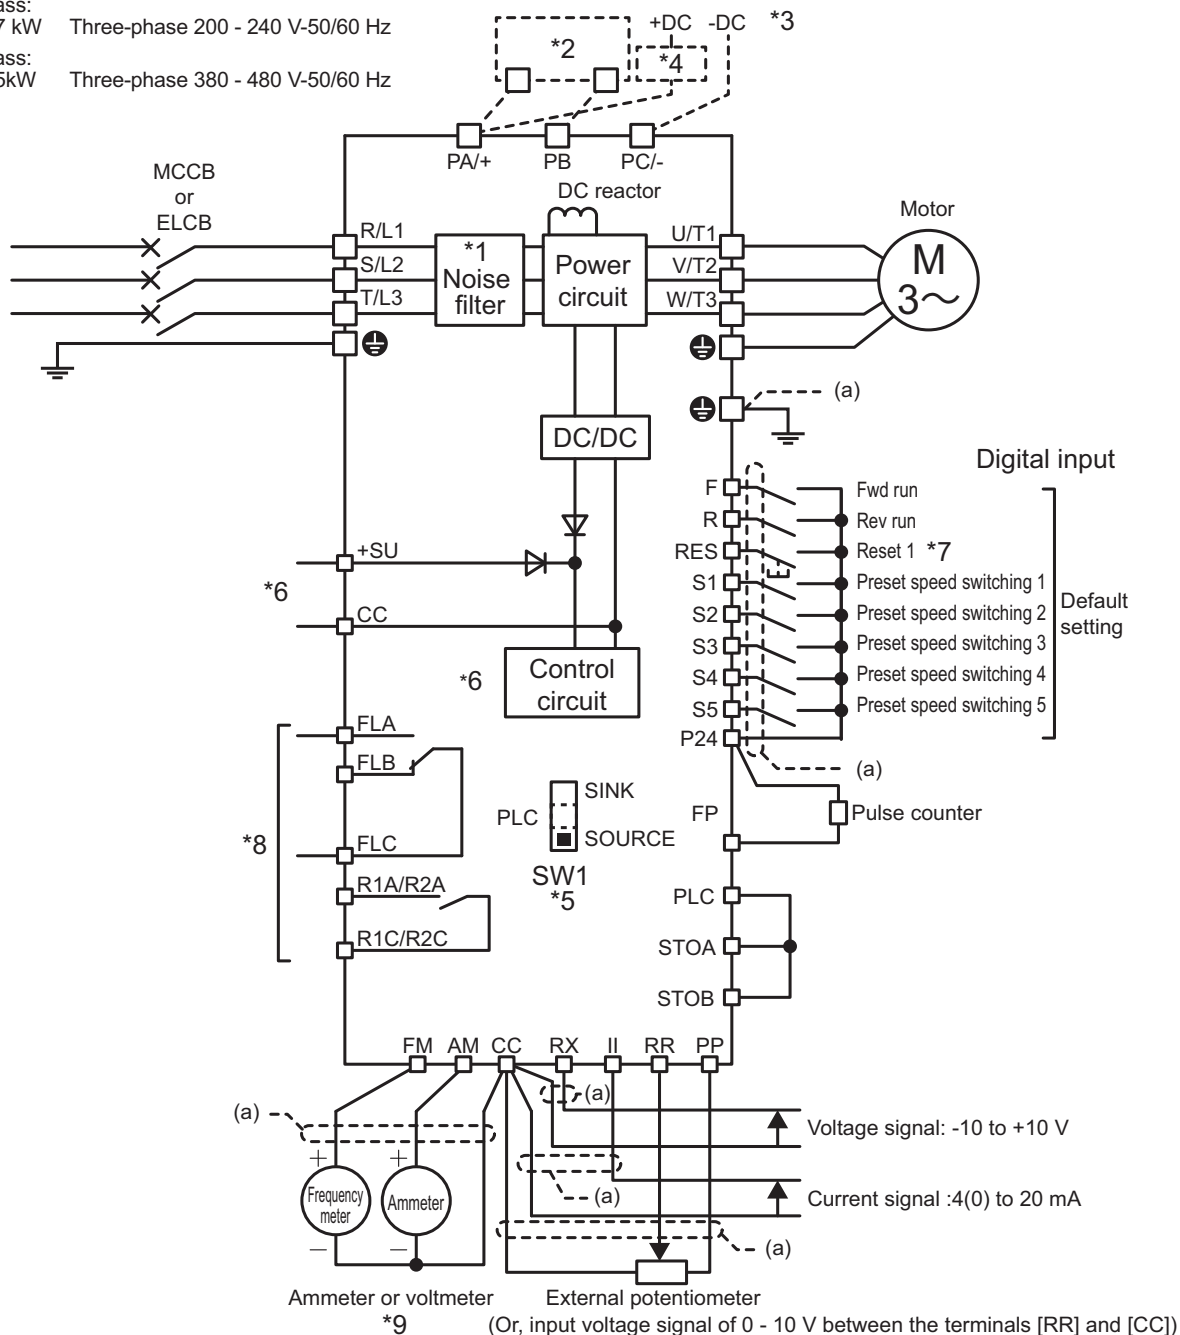 ass:
7 kW Three-phase 200 - 240 V-50/60 Hz
ass:
5kW Three-phase 380 - 480 V-50/60 Hz
+DC -DC *3
*2
*4
PA/+ PB PC/-
DC reactor
MCCB
or
ELCB
R/L1
S/L2
T/L3
*1
Noise
filter
Power
circuit
U/T1
V/T2
W/T3
Motor
M
3～
(a)
DC/DC
Digital input
F Fwd run
R Rev run
RES Reset 1 *7
S1 Preset speed switching 1
S2 Preset speed switching 2
S3 Preset speed switching 3
S4 Preset speed switching 4
S5 Preset speed switching 5
P24
Default
setting
(a)
+SU
*6
CC
*6
Control
circuit
FLA
FLB
FLC
*8
R1A/R2A
R1C/R2C
SINK
PLC
SOURCE
SW1
*5
FP
Pulse counter
PLC
STOA
STOB
FM AM CC RX II RR PP
(a)
(a)
Voltage signal: -10 to +10 V
(a)
Current signal :4(0) to 20 mA
(a)
+ +
Frequency
meter
Ammeter
− −
Ammeter or voltmeter
*9
External potentiometer
(Or, input voltage signal of 0 - 10 V between the terminals [RR] and [CC])